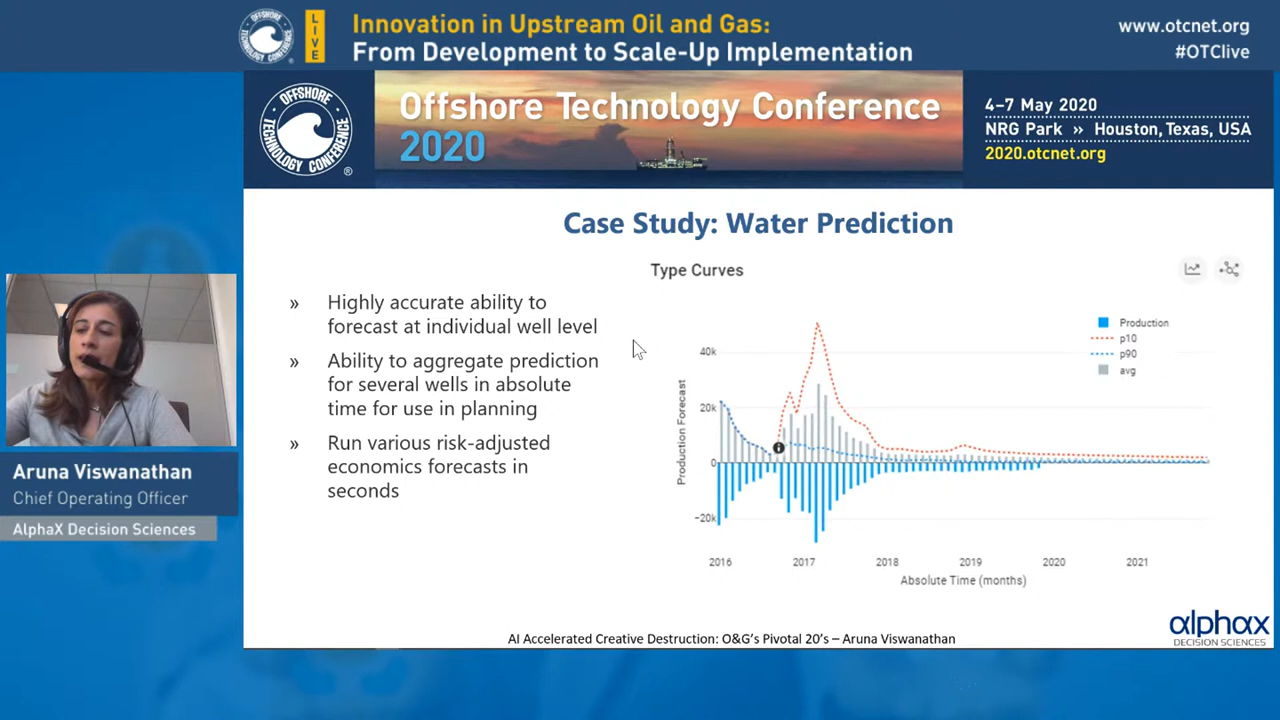 OFFSHORE TECHNOLOGY CONFERENCE
LIVE
Innovation in Upstream Oil and Gas:
From Development to Scale-Up Implementation
www.otcnet.org
#OTClive
OFFSHORE TECHNOLOGY CONFERENCE ®
Offshore Technology Conference
2020
4–7 May 2020
NRG Park » Houston, Texas, USA
2020.otcnet.org
Case Study: Water Prediction
» Highly accurate ability to
forecast at individual well level
» Ability to aggregate prediction
for several wells in absolute
time for use in planning
» Run various risk-adjusted
economics forecasts in
seconds
Type Curves
Production
p10
p90
avg
Production Forecast
40k
20k
0
−20k
i
2016 2017 2018 2019 2020 2021
Absolute Time (months)
Aruna Viswanathan
Chief Operating Officer
AlphaX Decision Sciences
AI Accelerated Creative Destruction: O&G's Pivotal 20's – Aruna Viswanathan
alphax
DECISION SCIENCES